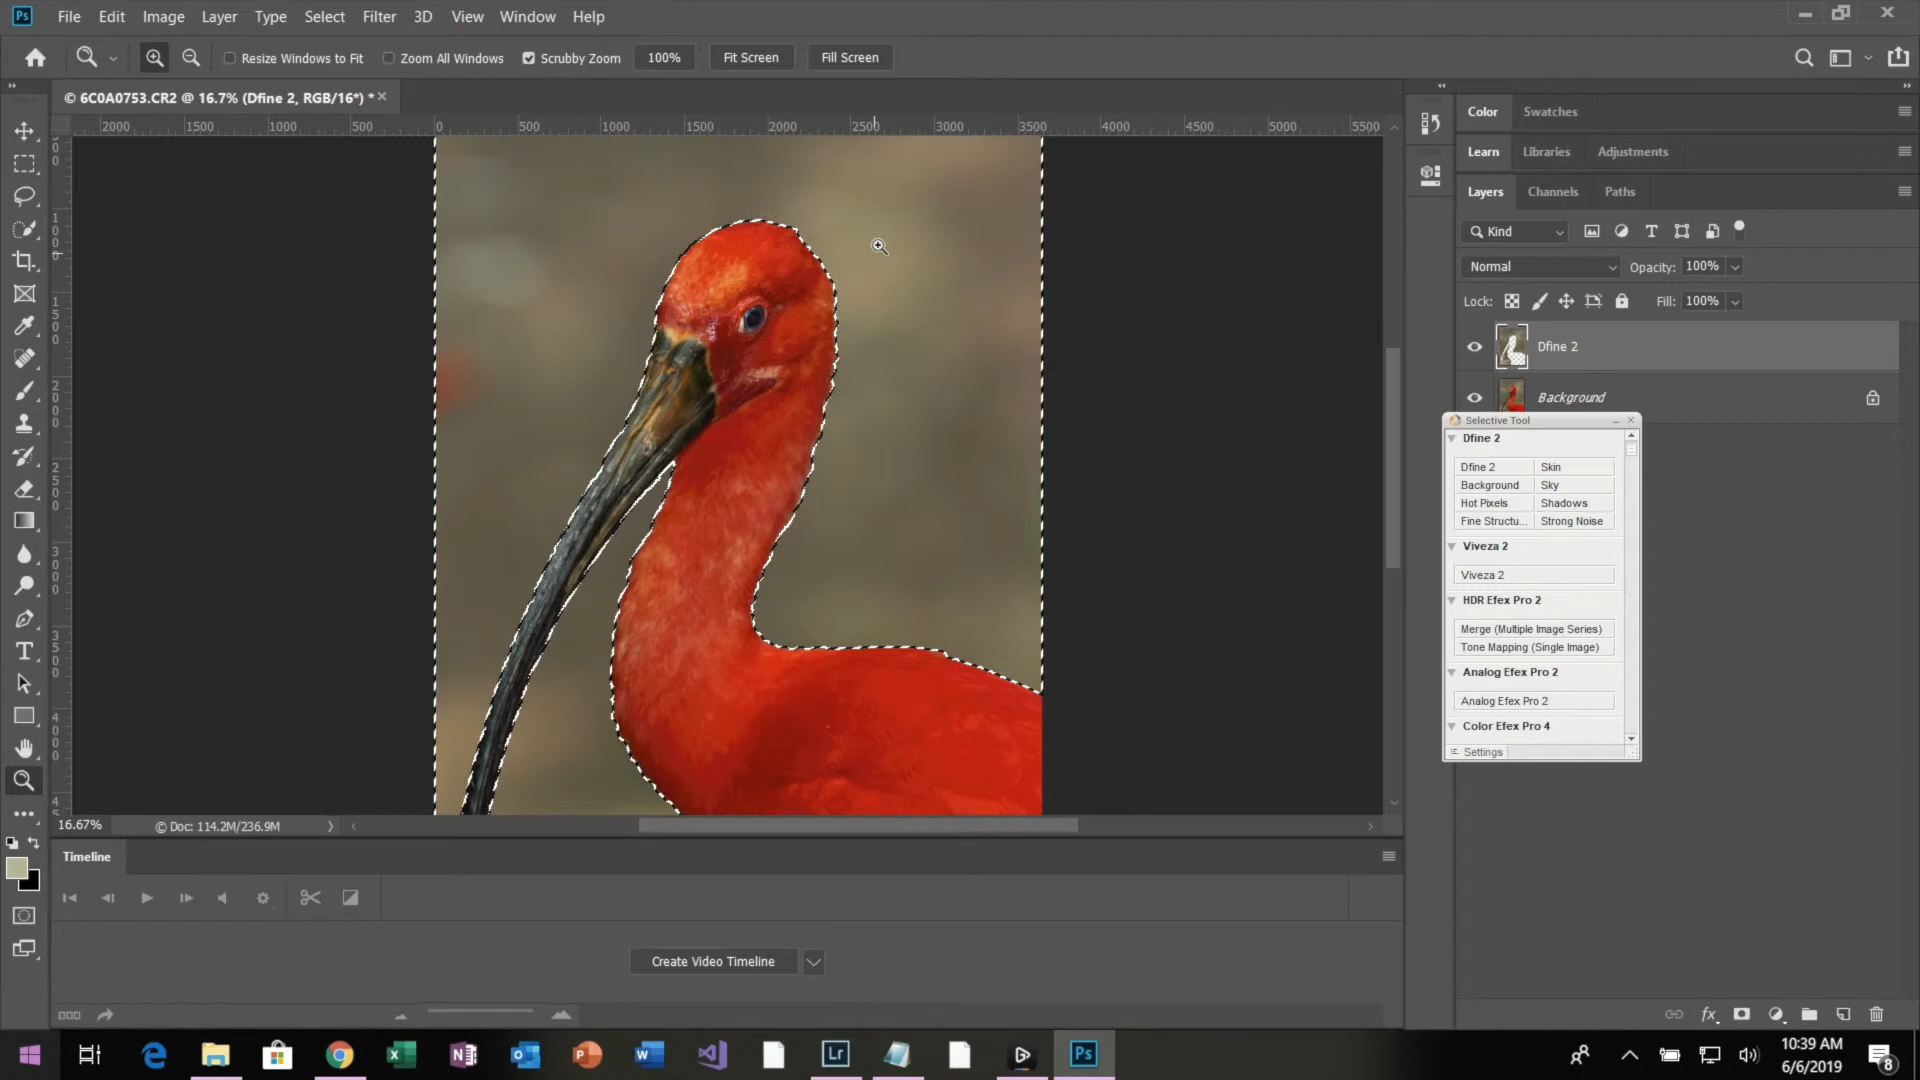 Ps File Edit Image Layer Type Select Filter 3D View Window Help
Resize Windows to Fit Zoom All Windows Scrubby Zoom 100% Fit Screen Fill Screen
© 6C0A0753.CR2 @ 16.7% (Dfine 2, RGB/16*) * ×
2000 1500 1000 500 0 500 1000 1500 2000 2500 3000 3500 4000 4500 5000 5500
Color Swatches
Learn Libraries Adjustments
Layers Channels Paths
Kind
Normal Opacity: 100%
Lock: Fill: 100%
Dfine 2
Background
Selective Tool
Dfine 2
Dfine 2 Skin
Background Sky
Hot Pixels Shadows
Fine Structu... Strong Noise
Viveza 2
Viveza 2
HDR Efex Pro 2
Merge (Multiple Image Series)
Tone Mapping (Single Image)
Analog Efex Pro 2
Analog Efex Pro 2
Color Efex Pro 4
Settings
16.67% © Doc: 114.2M/236.9M
Timeline
Create Video Timeline
fx
Lr Ps
10:39 AM
6/6/2019
8